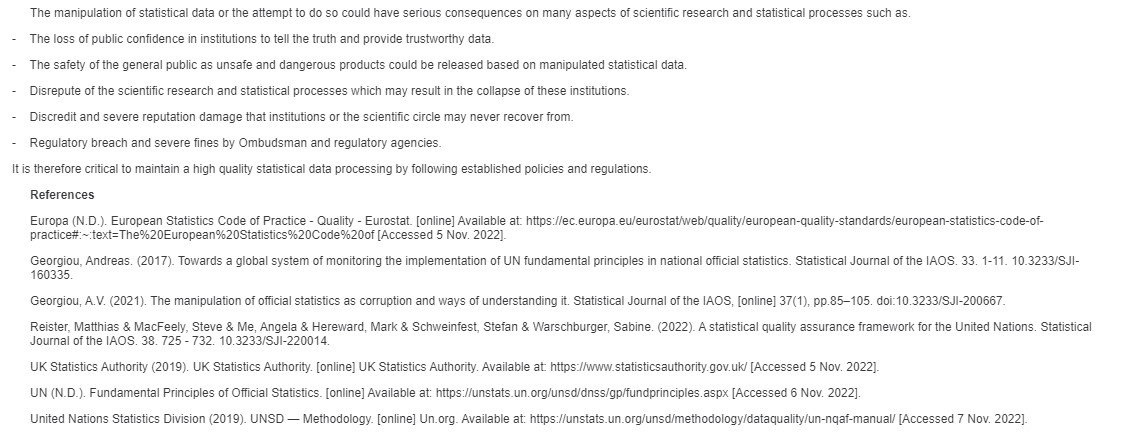 The manipulation of statistical data or the attempt to do so could have serious consequences on many aspects of scientific research and statistical processes such as.
- The loss of public confidence in institutions to tell the truth and provide trustworthy data.
- The safety of the general public as unsafe and dangerous products could be released based on manipulated statistical data.
- Disrepute of the scientific research and statistical processes which may result in the collapse of these institutions.
- Discredit and severe reputation damage that institutions or the scientific circle may never recover from.
- Regulatory breach and severe fines by Ombudsman and regulatory agencies.
It is therefore critical to maintain a high quality statistical data processing by following established policies and regulations.
References
Europa (N.D.). European Statistics Code of Practice - Quality - Eurostat. [online] Available at: https://ec.europa.eu/eurostat/web/quality/european-quality-standards/european-statistics-code-of-
practice#:~:text=The%20European%20Statistics%20Code%20of [Accessed 5 Nov. 2022].
Georgiou, Andreas. (2017). Towards a global system of monitoring the implementation of UN fundamental principles in national official statistics. Statistical Journal of the IAOS. 33. 1-11. 10.3233/SJI-
160335.
Georgiou, A.V. (2021). The manipulation of official statistics as corruption and ways of understanding it. Statistical Journal of the IAOS, [online] 37(1), pp.85–105. doi:10.3233/SJI-200667.
Reister, Matthias & MacFeely, Steve & Me, Angela & Hereward, Mark & Schweinfest, Stefan & Warschburger, Sabine. (2022). A statistical quality assurance framework for the United Nations. Statistical
Journal of the IAOS. 38. 725 - 732. 10.3233/SJI-220014.
UK Statistics Authority (2019). UK Statistics Authority. [online] UK Statistics Authority. Available at: https://www.statisticsauthority.gov.uk/ [Accessed 5 Nov. 2022].
UN (N.D.). Fundamental Principles of Official Statistics. [online] Available at: https://unstats.un.org/unsd/dnss/gp/fundprinciples.aspx [Accessed 6 Nov. 2022].
United Nations Statistics Division (2019). UNSD — Methodology. [online] Un.org. Available at: https://unstats.un.org/unsd/methodology/dataquality/un-nqaf-manual/ [Accessed 7 Nov. 2022].